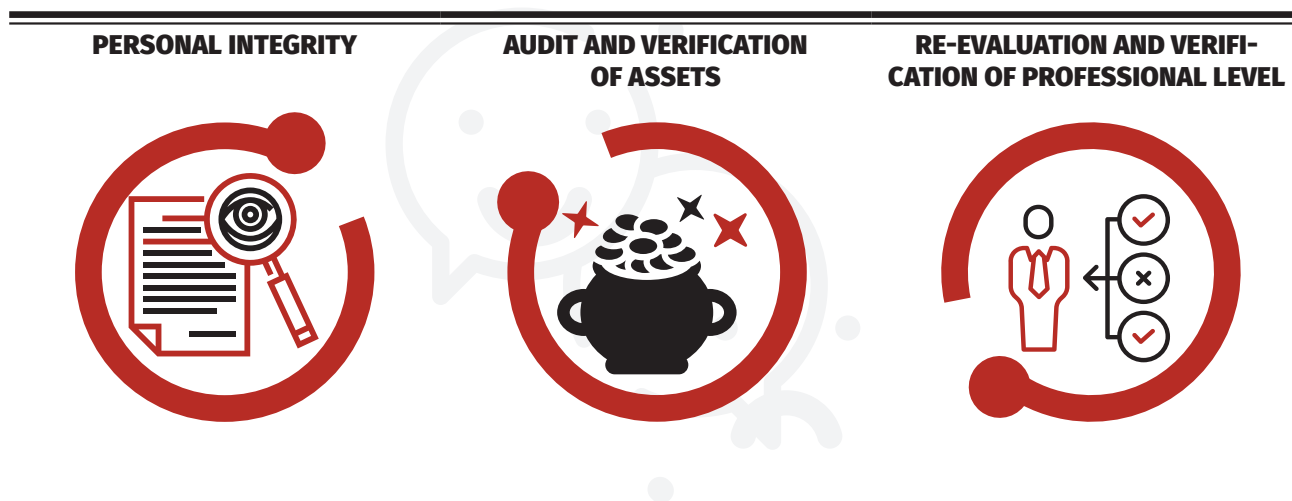 PERSONAL INTEGRITY
AUDIT AND VERIFICATION
OF ASSETS
RE-EVALUATION AND VERIFI-
CATION OF PROFESSIONAL LEVEL